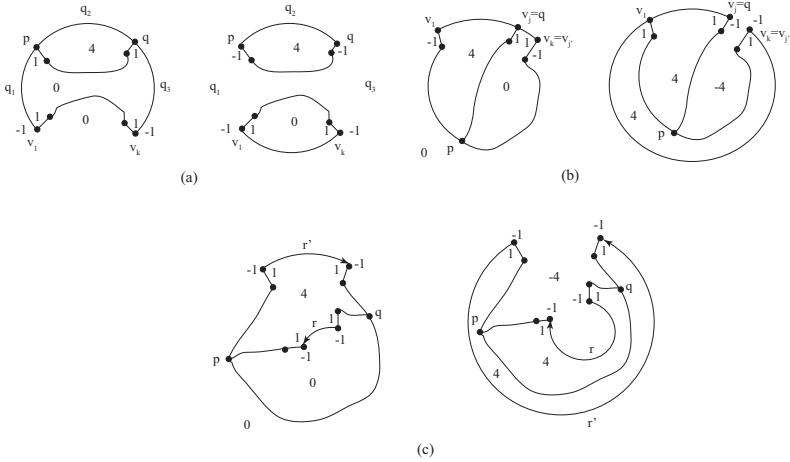 q₂ q₂
p 4 q p 4 q
1 1 -1 -1
q₁ 0 q₃ q₁ q₃
-1 1 0 1 -1 -1 1 0 1 -1
v₁ vₖ v₁ vₖ
(a)
v₁ vⱼ=q v₁ vⱼ=q
-1 1 1 vₖ=vⱼ' 1 1 -1 vₖ=vⱼ'
4 -1 1
0 4 -4
4
p p
0
(b)
r' -1 -1
-1 1 1 -1 1 1
4 -4
1 q -1 1 q
r -1 -1
p 1 -1 p 1
0 4 r
4
0 r'
(c)